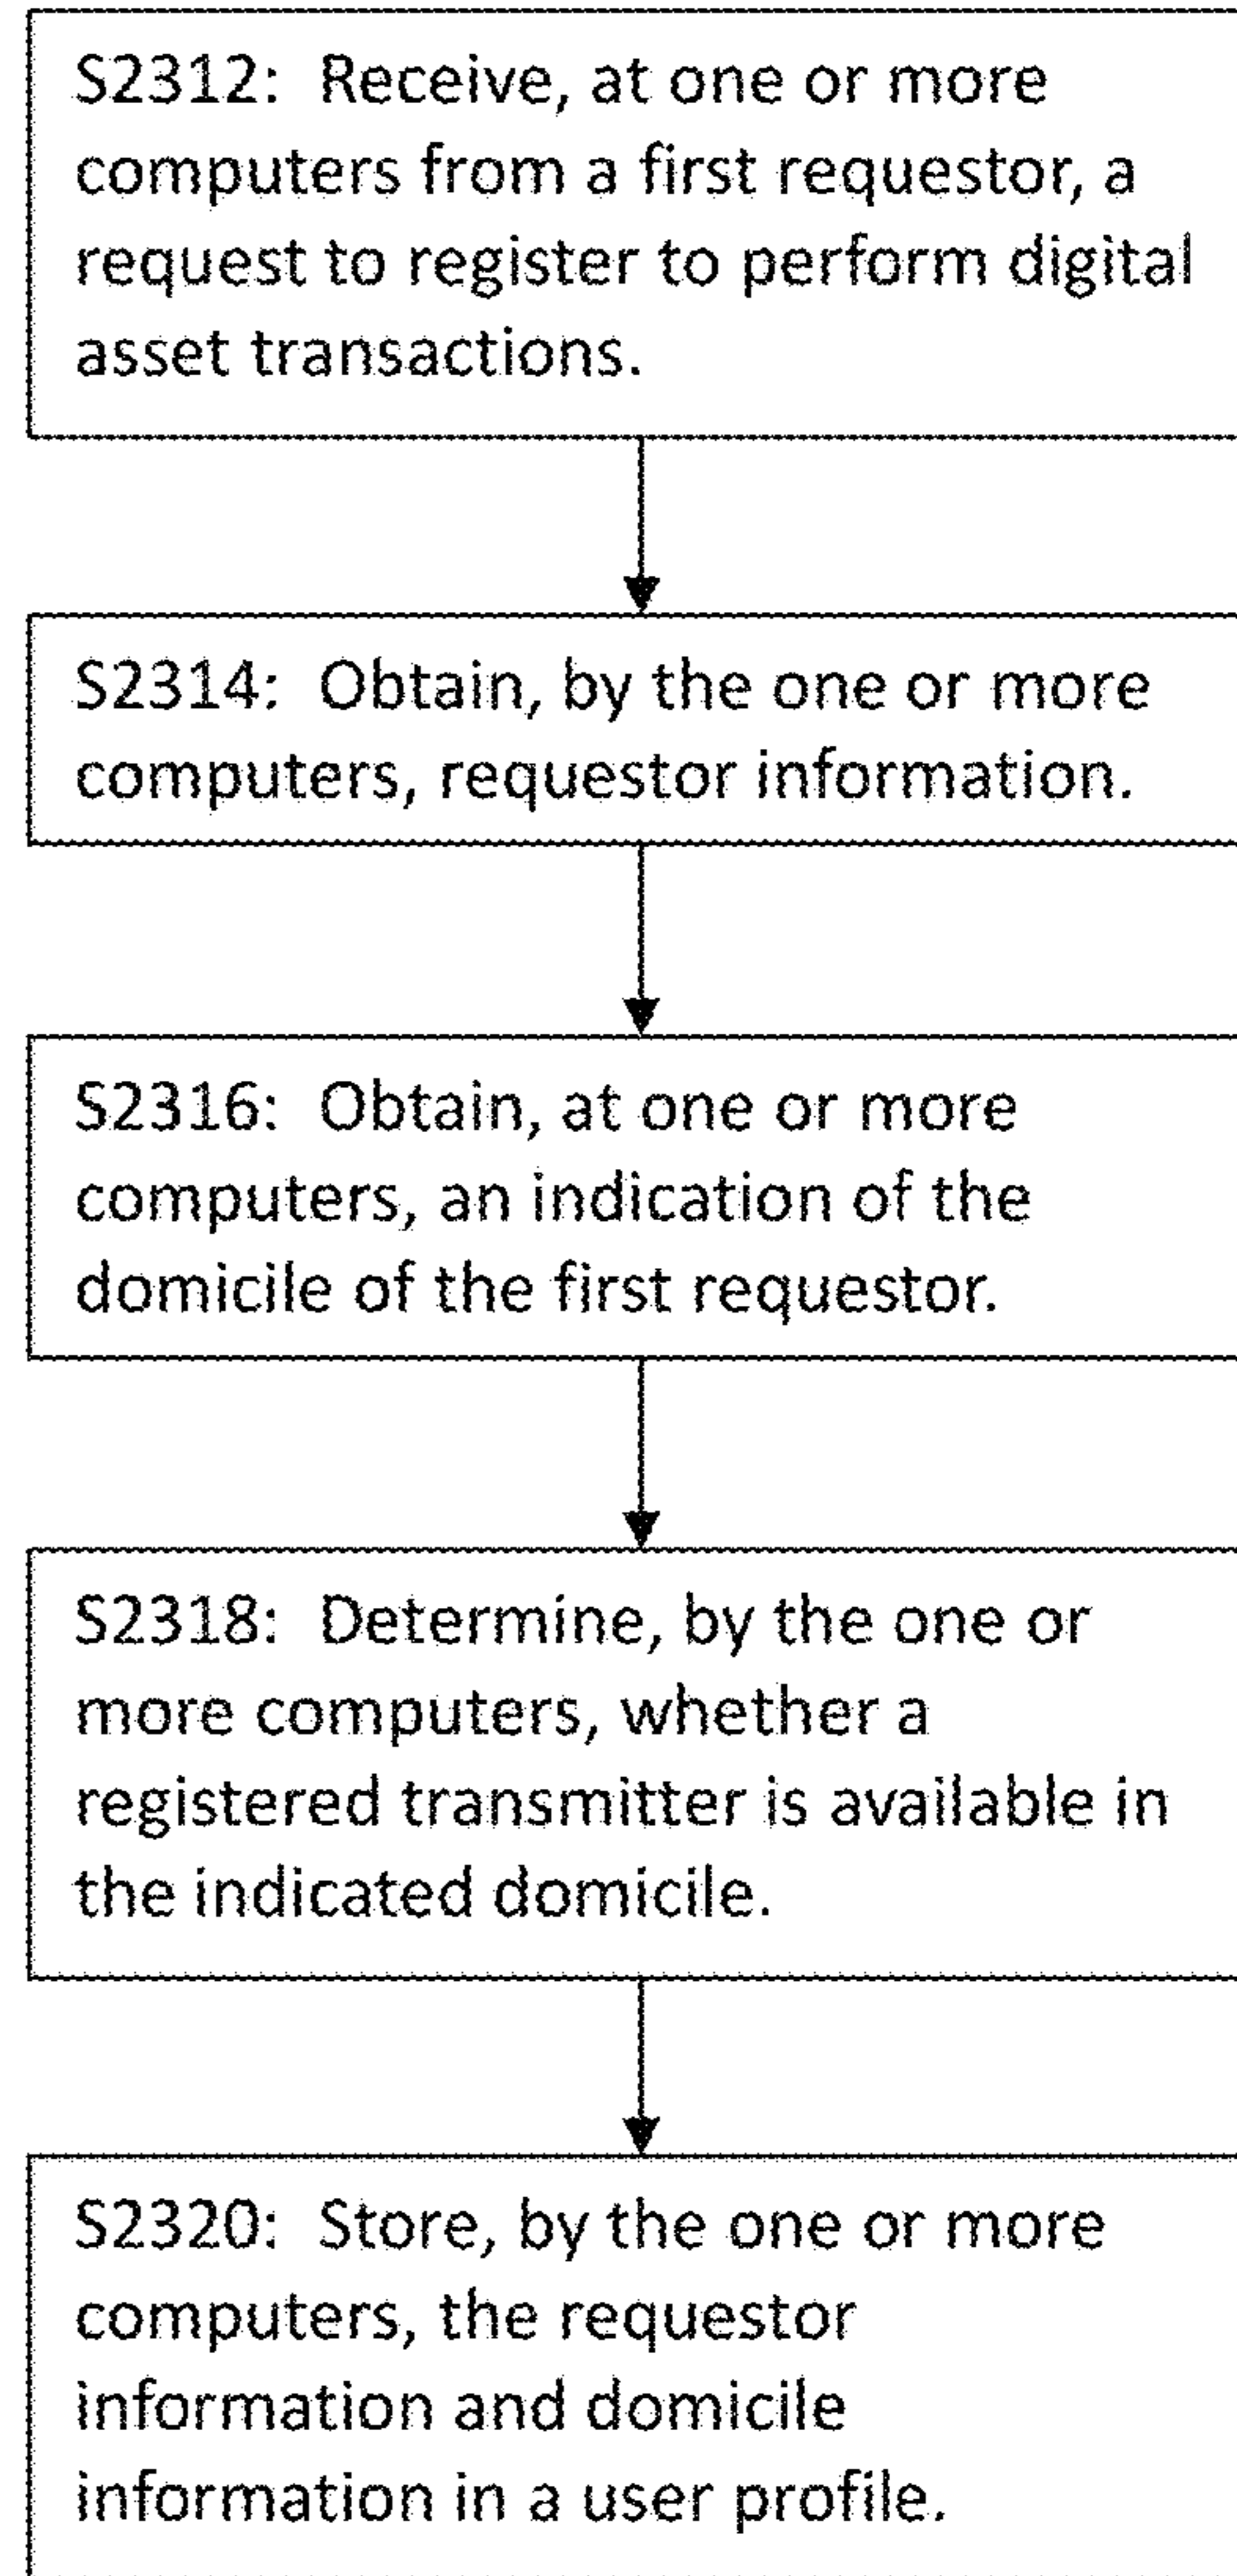 S2312: Receive, at one or more
computers from a first requestor, a
request to register to perform digital
asset transactions.
S2314: Obtain, by the one or more
computers, requestor information.
S2316: Obtain, at one or more
computers, an indication of the
domicile of the first requestor.
S2318: Determine, by the one or
more computers, whether a
registered transmitter is available in
the indicated domicile.
S2320: Store, by the one or more
computers, the requestor
information and domicile
information in a user profile.